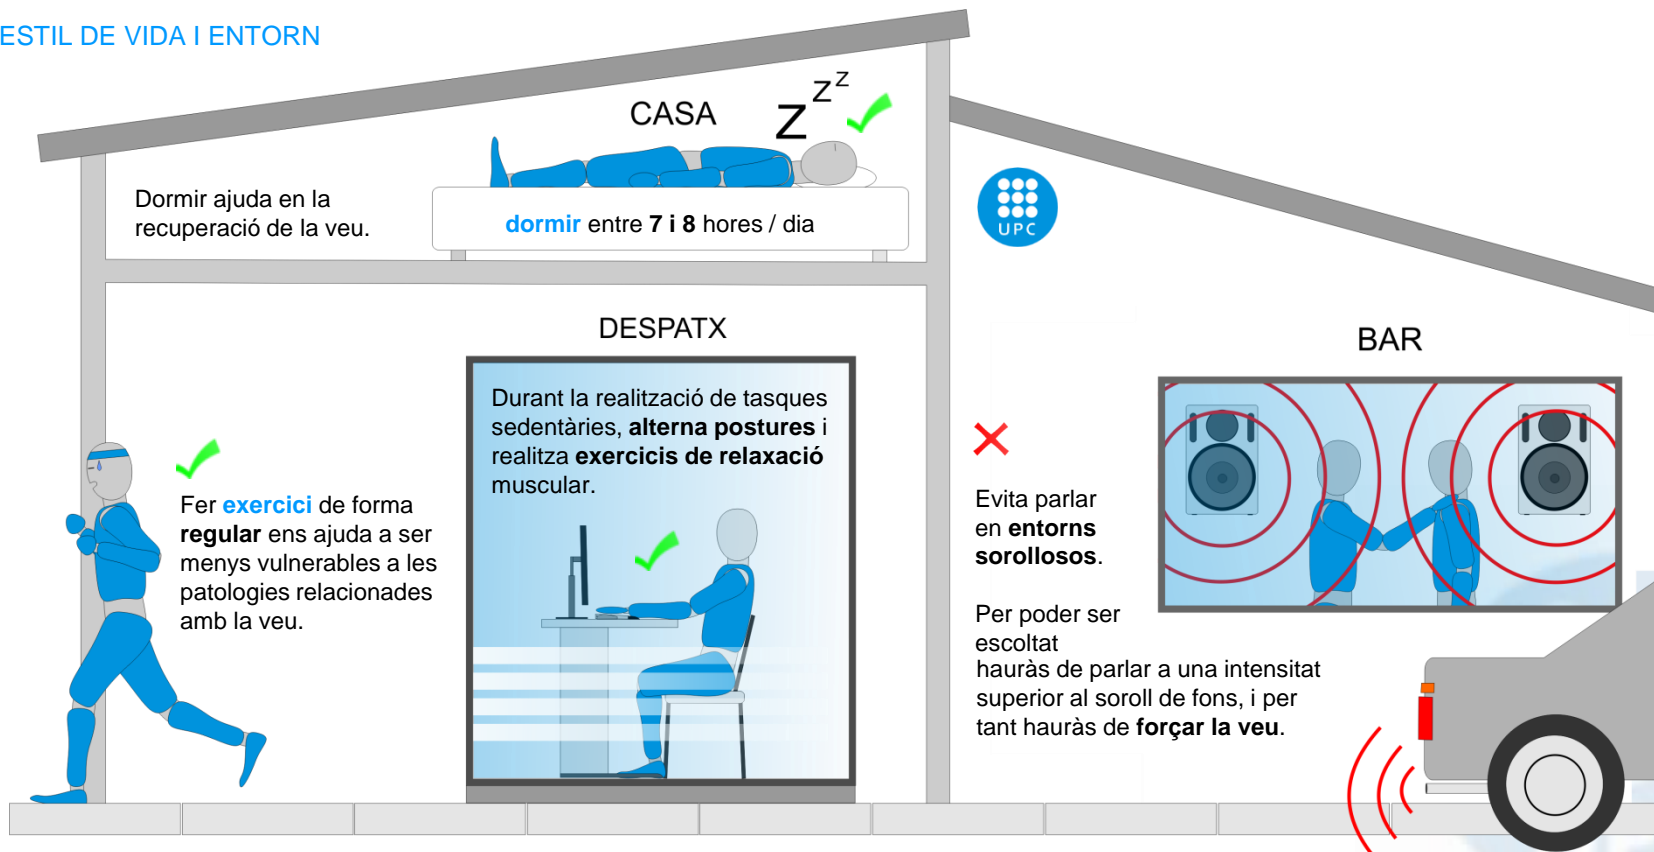 ESTIL DE VIDA I ENTORN
CASA
Z Z Z
Dormir ajuda en la
recuperació de la veu.
dormir entre 7 i 8 hores / dia
UPC
DESPATX
Durant la realització de tasques
sedentàries, alterna postures i
realitza exercicis de relaxació
muscular.
Fer exercici de forma
regular ens ajuda a ser
menys vulnerables a les
patologies relacionades
amb la veu.
BAR
Evita parlar
en entorns
sorollosos.
Per poder ser
escoltat
hauràs de parlar a una intensitat
superior al soroll de fons, i per
tant hauràs de forçar la veu.